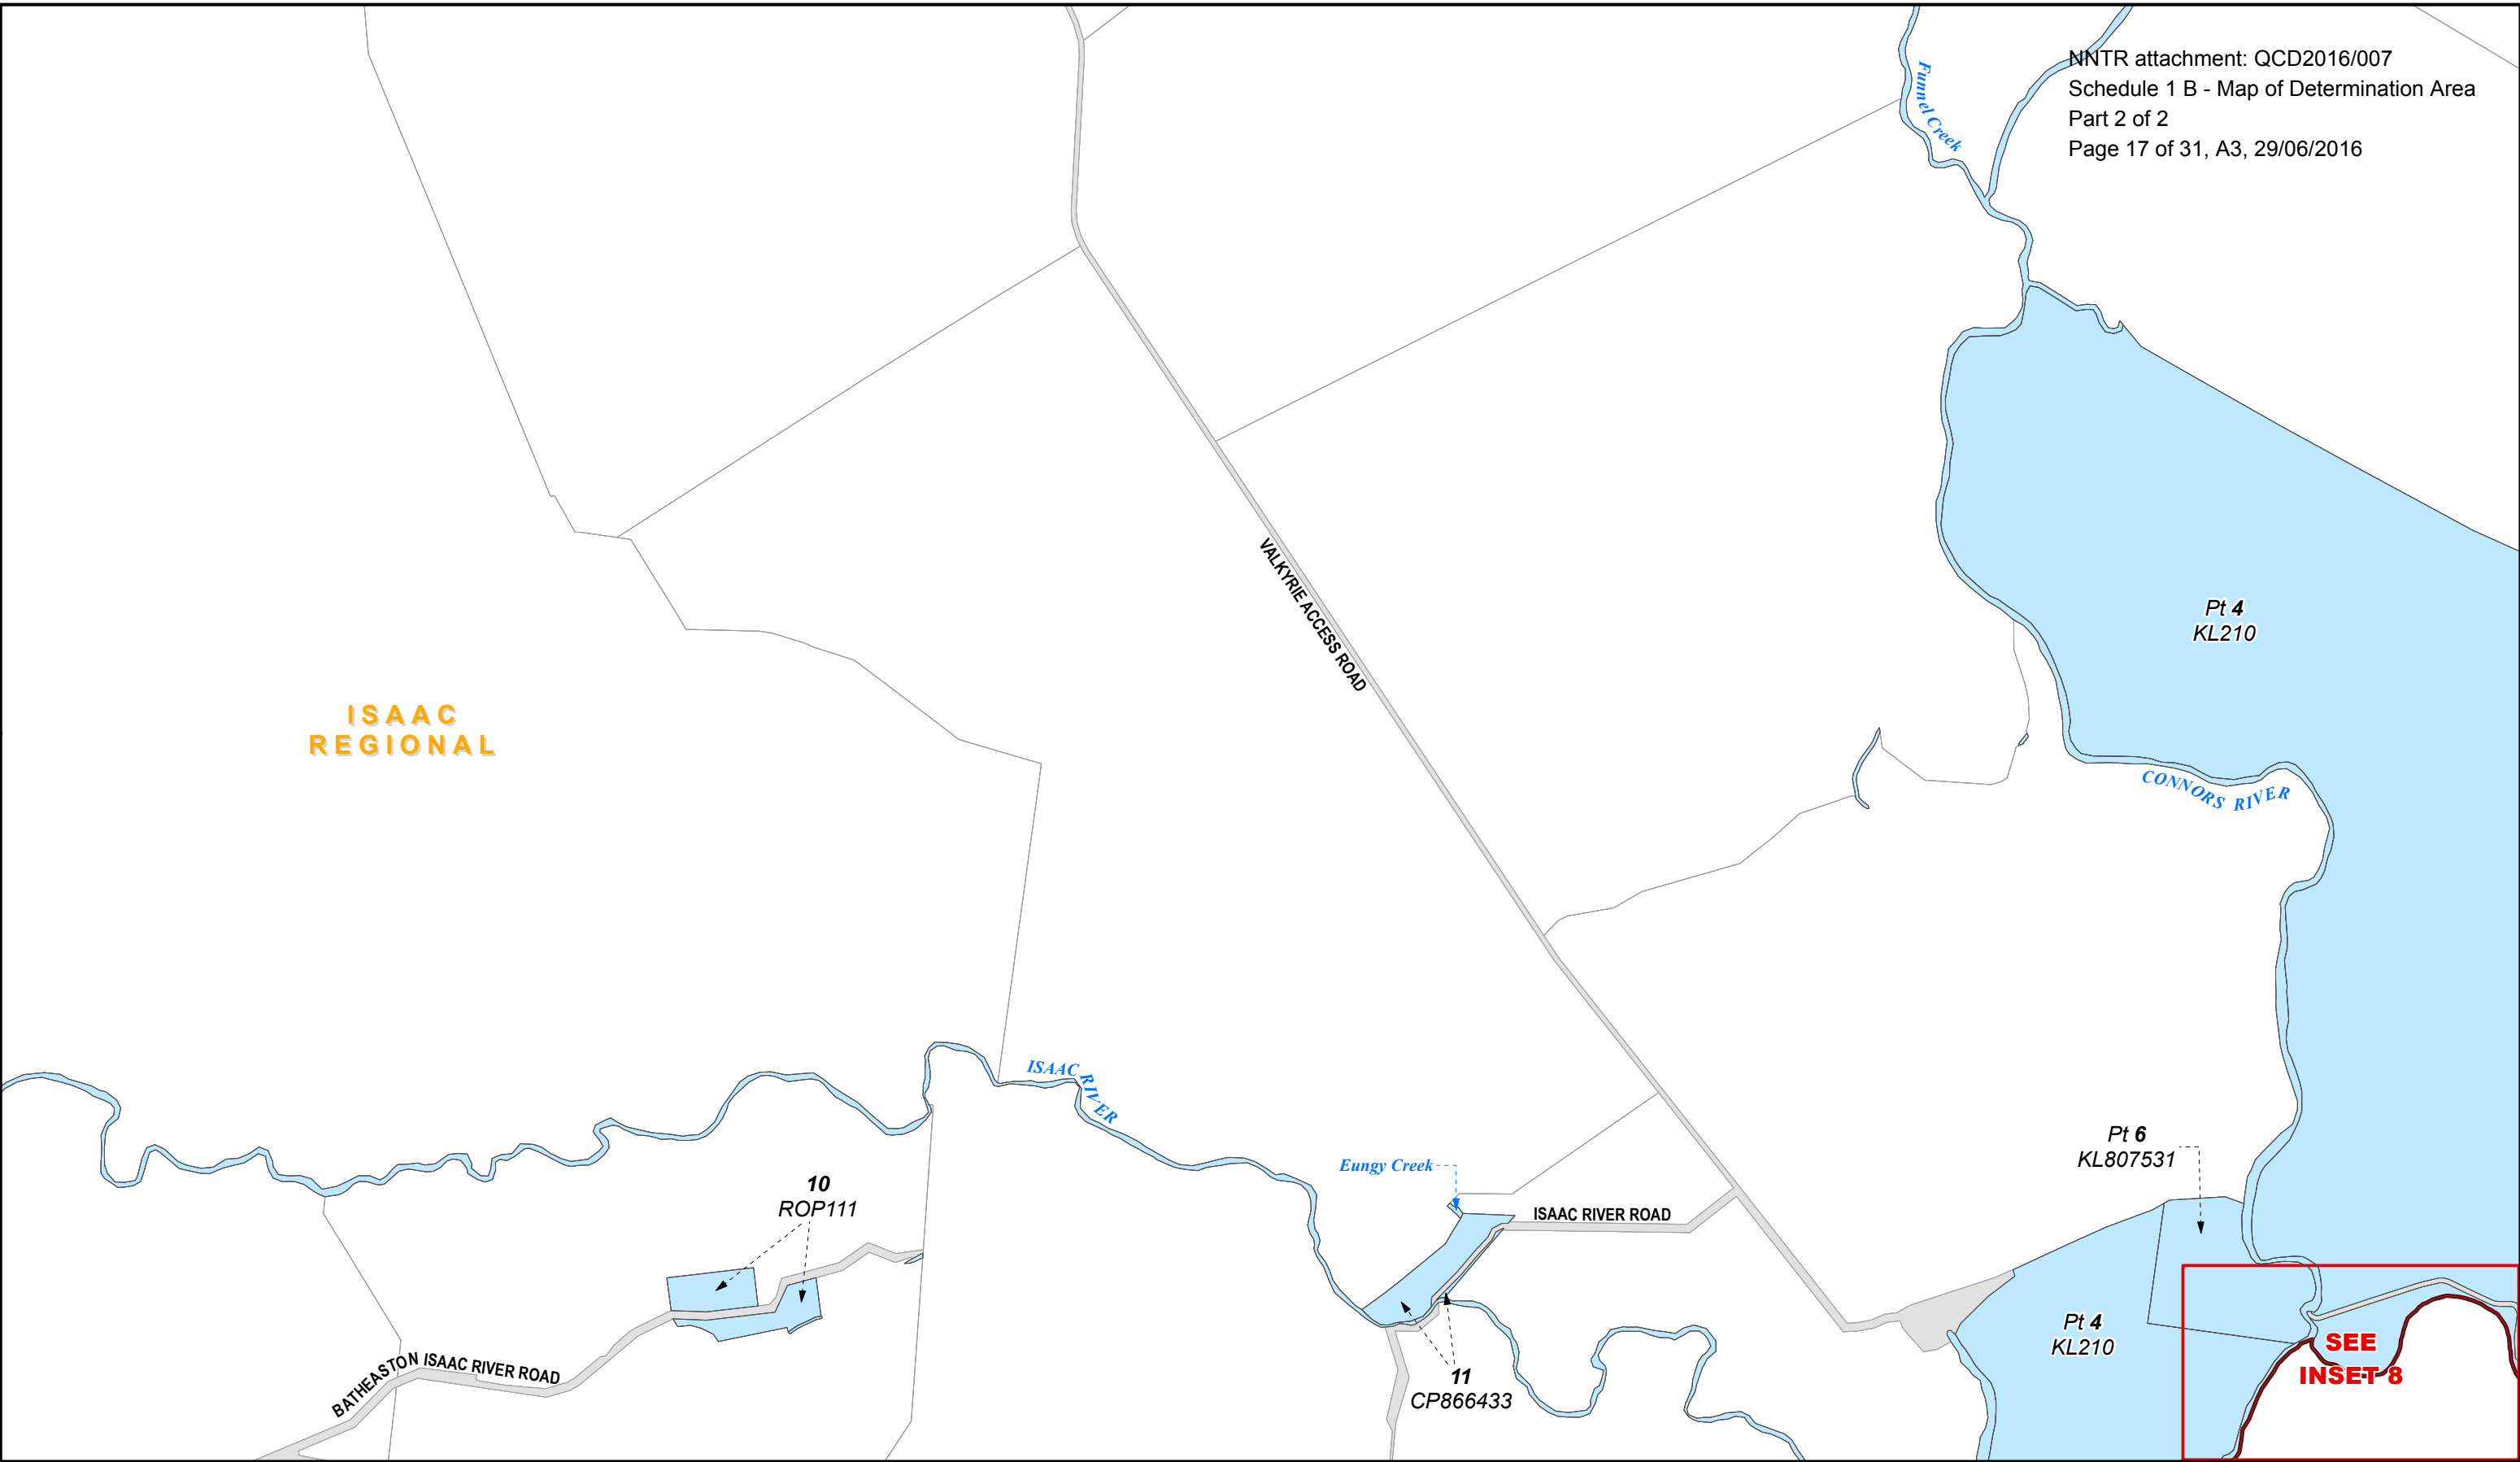 NNTR attachment: QCD2016/007
Schedule 1 B - Map of Determination Area
Part 2 of 2
Page 17 of 31, A3, 29/06/2016
Funnel Creek
VALKYRIE ACCESS ROAD
Pt 4
KL210
ISAAC
REGIONAL
CONNORS RIVER
ISAAC RIVER
Pt 6
KL807531
Eungy Creek
10
ROP111
ISAAC RIVER ROAD
Pt 4
KL210
SEE
INSET 8
BATHEASTON ISAAC RIVER ROAD
11
CP866433